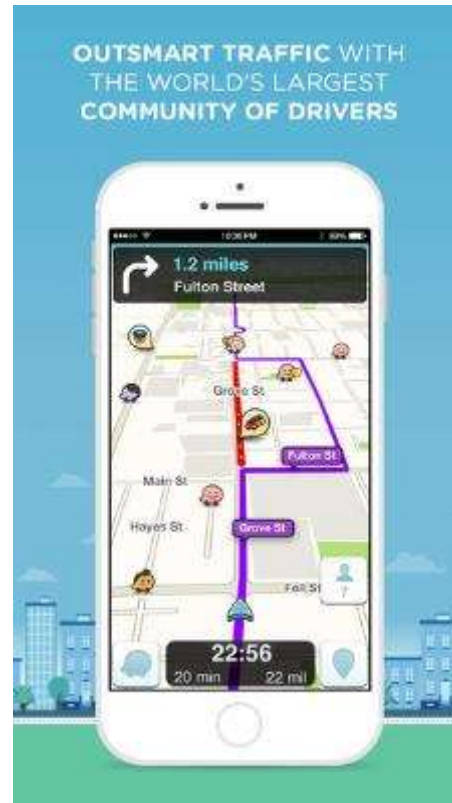 OUTSMART TRAFFIC WITH
THE WORLD'S LARGEST
COMMUNITY OF DRIVERS
1.2 miles
Fulton Street
Grove St
Fulton St
Main St
Hayes St
Grove St
Fell St
7
22:56
20 min 22 mil